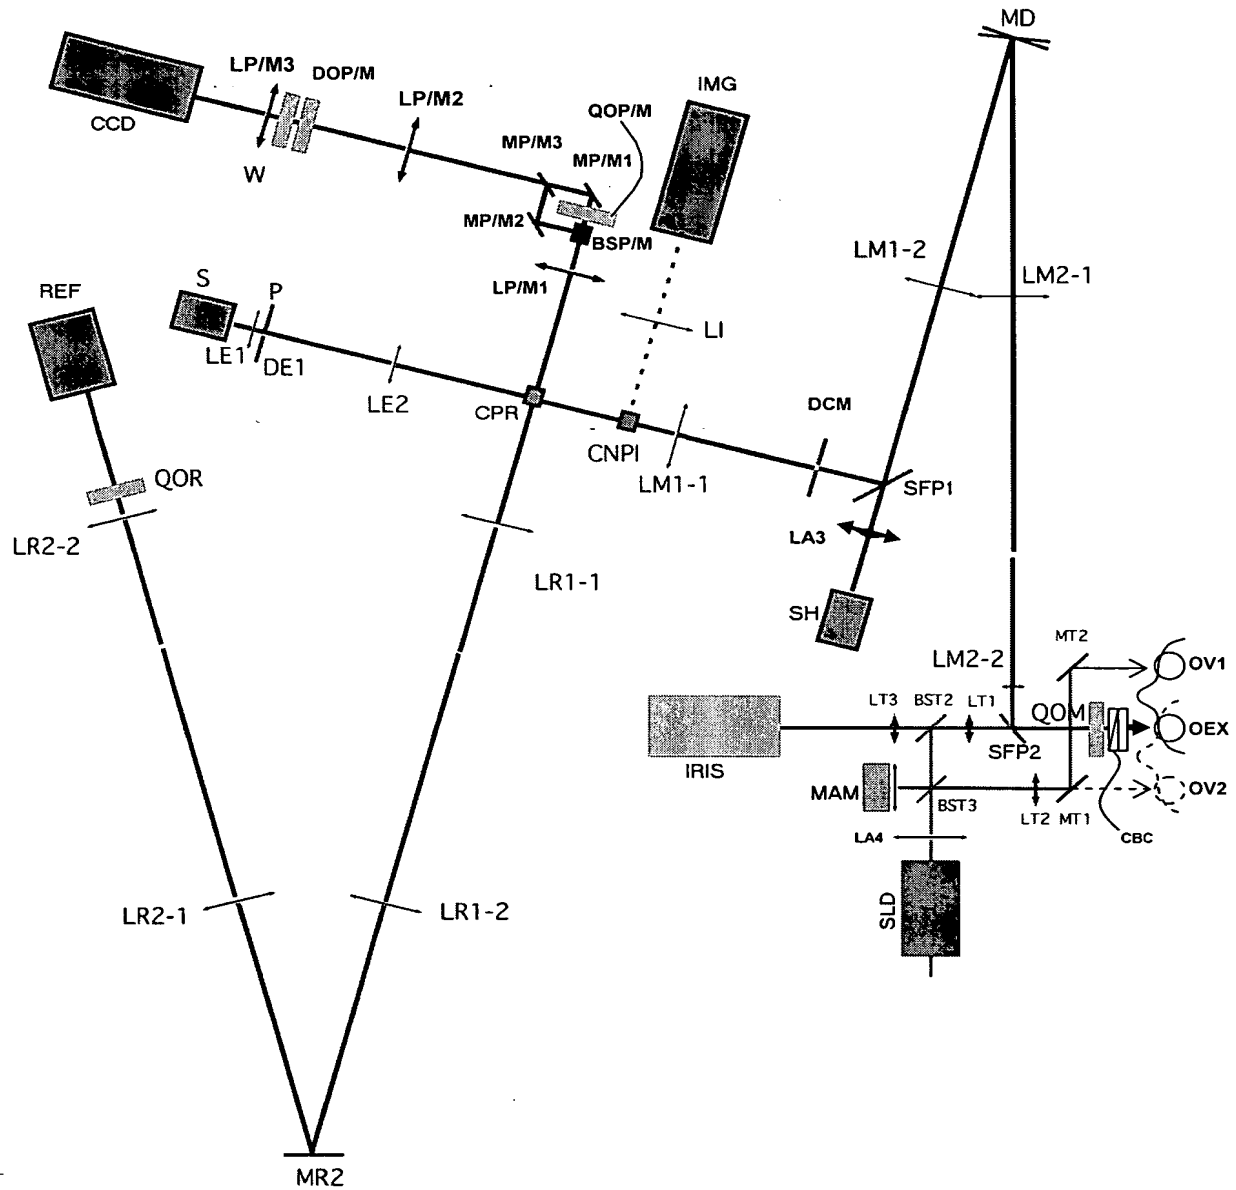 MD
LP/M3
DOP/M
LP/M2
IMG
QOP/M
CCD
MP/M3
MP/M1
W
MP/M2
BSP/M
LM1-2
LM2-1
S
P
REF
LP/M1
LI
LE1
DE1
LE2
CPR
DCM
CNPI
QOR
LM1-1
SFP1
LR2-2
LA3
LR1-1
SH
MT2
LM2-2
OV1
LT3
BST2
LT1
QOM
OEX
SFP2
IRIS
MAM
OV2
BST3
LT2
MT1
LA4
CBC
SLD
LR2-1
LR1-2
MR2